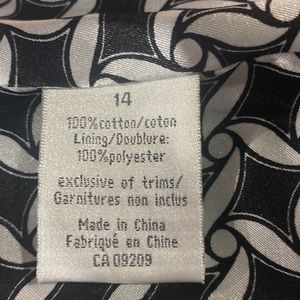 14
100%cotton/coton
Lining/Doublure:
100%polyester
exclusive of trims/
Garnitures non inclus
Made in China
Fabriqué en Chine
CA 09209